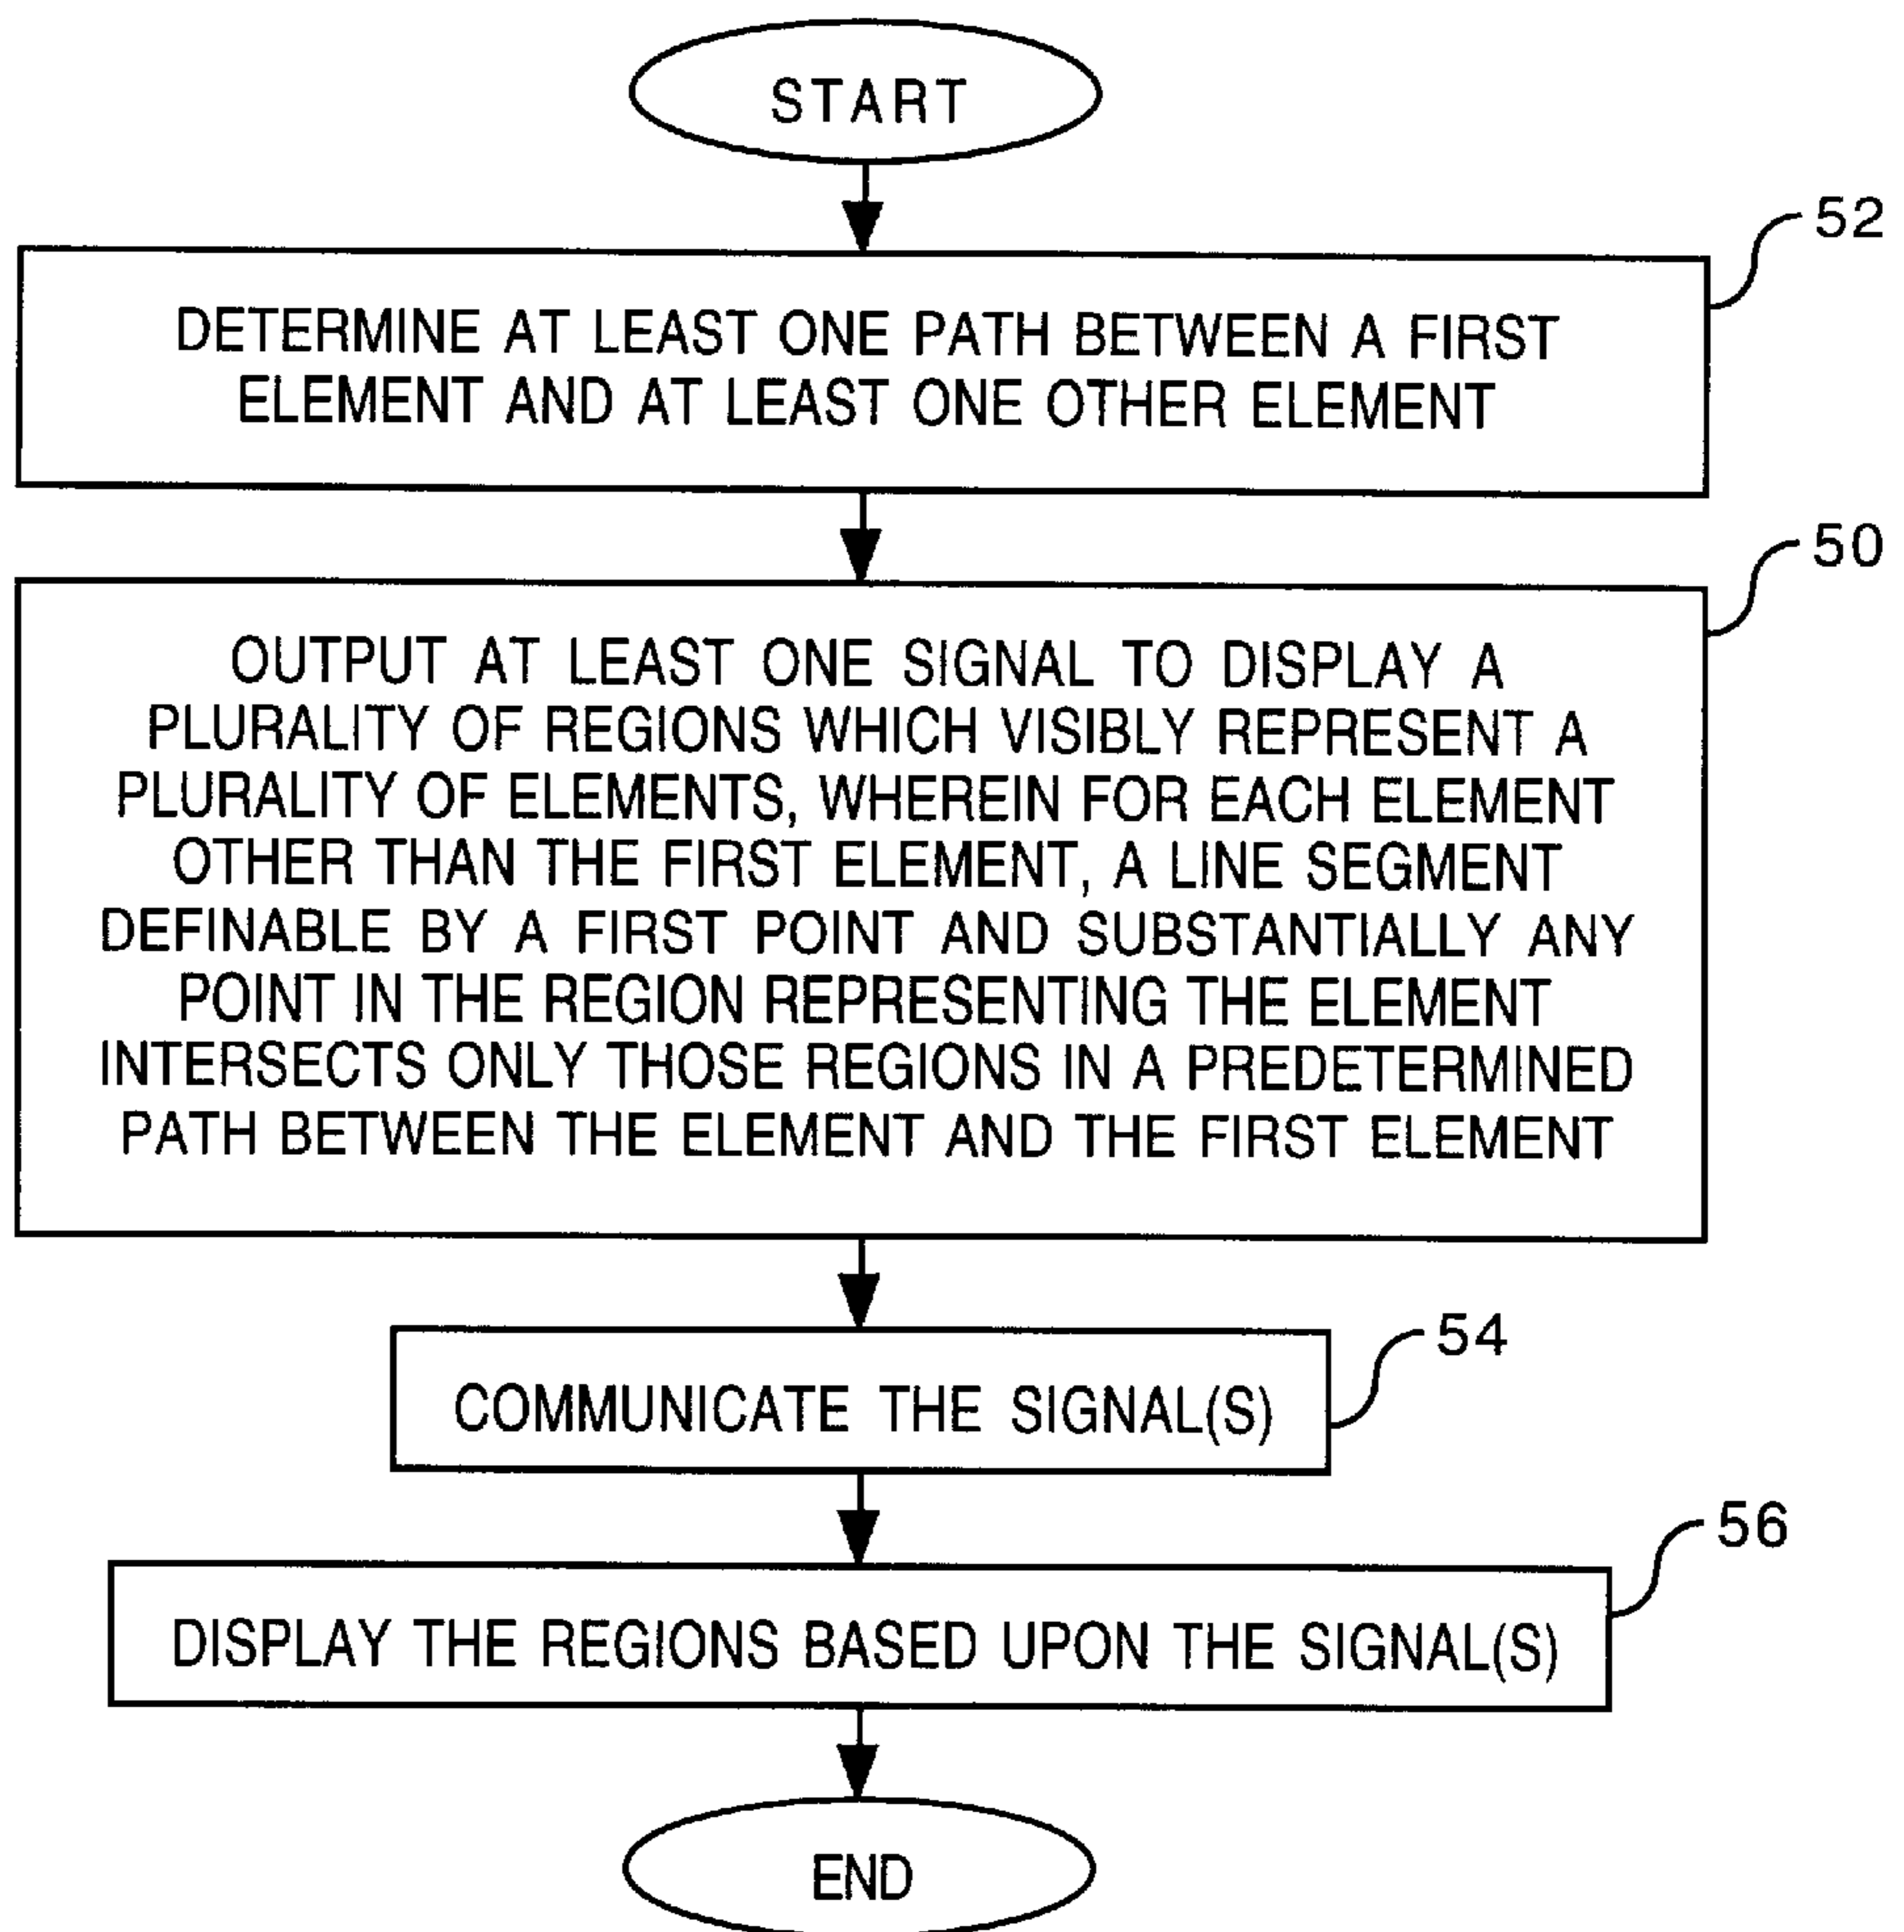 START
52
DETERMINE AT LEAST ONE PATH BETWEEN A FIRST
ELEMENT AND AT LEAST ONE OTHER ELEMENT
50
OUTPUT AT LEAST ONE SIGNAL TO DISPLAY A
PLURALITY OF REGIONS WHICH VISIBLY REPRESENT A
PLURALITY OF ELEMENTS, WHEREIN FOR EACH ELEMENT
OTHER THAN THE FIRST ELEMENT, A LINE SEGMENT
DEFINABLE BY A FIRST POINT AND SUBSTANTIALLY ANY
POINT IN THE REGION REPRESENTING THE ELEMENT
INTERSECTS ONLY THOSE REGIONS IN A PREDETERMINED
PATH BETWEEN THE ELEMENT AND THE FIRST ELEMENT
54
COMMUNICATE THE SIGNAL(S)
56
DISPLAY THE REGIONS BASED UPON THE SIGNAL(S)
END